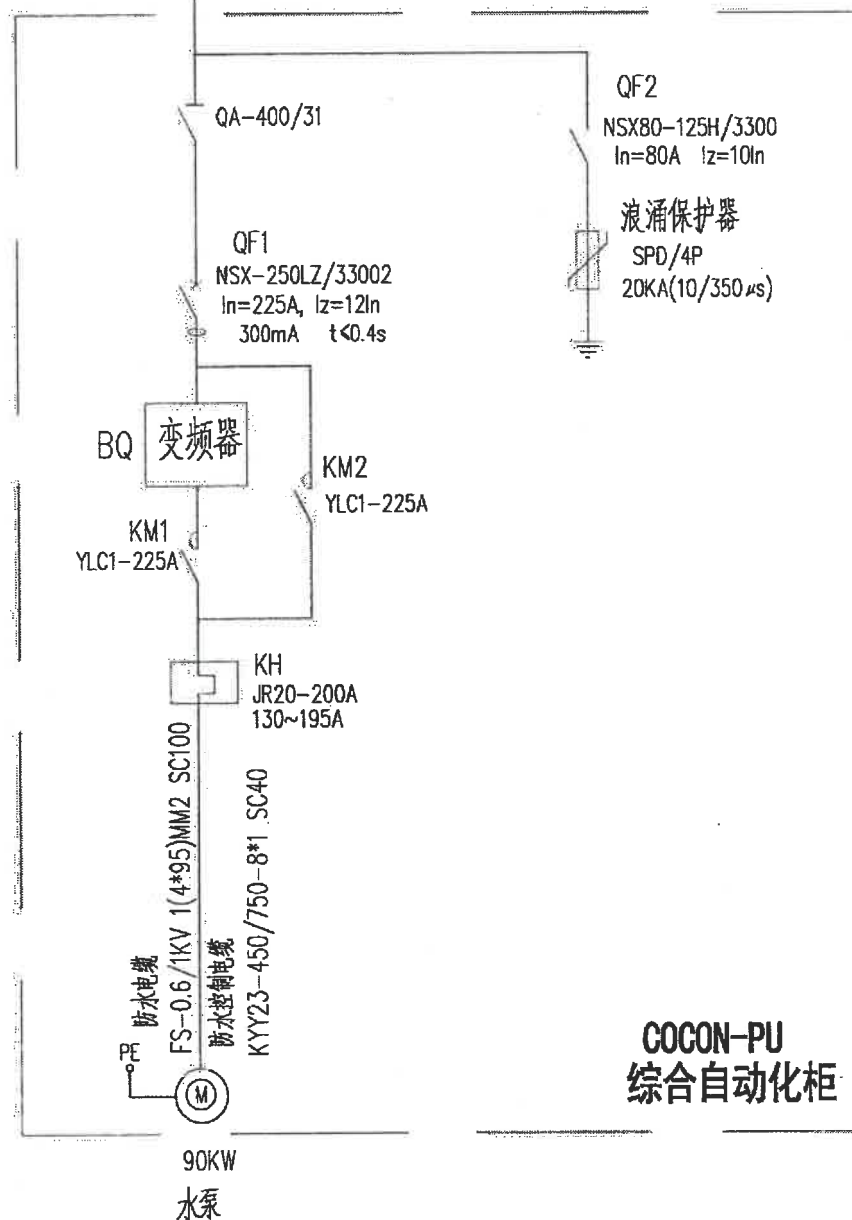 QA-400/31
QF2
NSX80-125H/3300
In=80A Iz=10In
浪涌保护器
SPD/4P
20KA(10/350μs)
QF1
NSX-250LZ/33002
In=225A, Iz=12In
300mA t<0.4s
BQ
变频器
KM2
YLC1-225A
KM1
YLC1-225A
KH
JR20-200A
130~195A
防水电缆
FS-0.6/1KV 1(4*95)MM2 SC100
防水控制电缆
KYY23-450/750-8*1 SC40
PE
M
COCON-PU
综合自动化柜
90KW
水泵